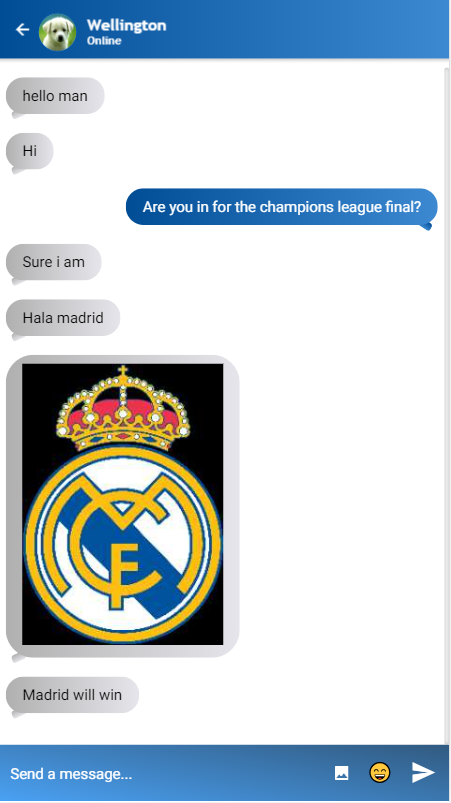 Wellington
Online
hello man
Hi
Are you in for the champions league final?
Sure i am
Hala madrid
Madrid will win
Send a message...